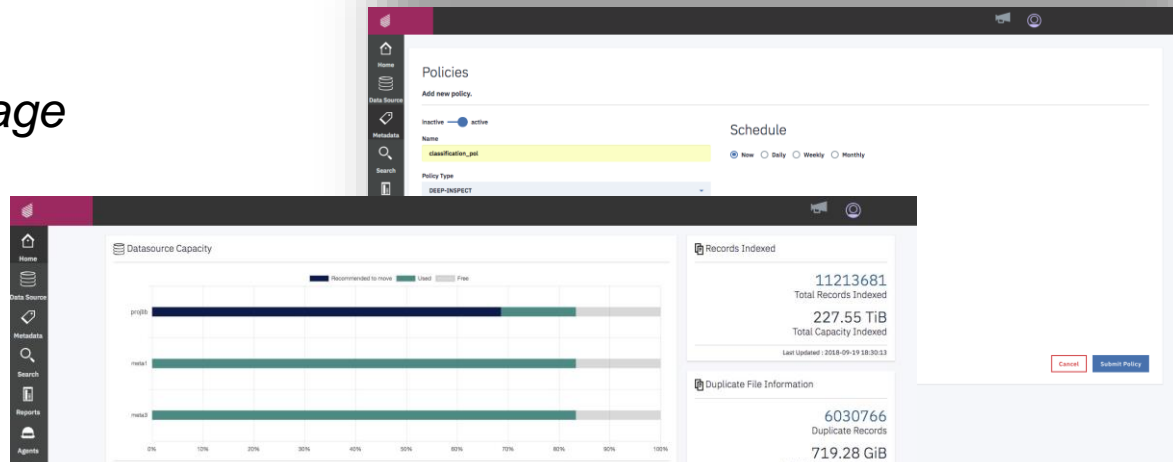 age
Home
Data Source
Metadata
Search
Policies
Add new policy.
Inactive active
Name
classification_pol
Policy Type
DEEP-INSPECT
Schedule
Now Daily Weekly Monthly
Cancel Submit Policy
Home
Data Source
Metadata
Search
Reports
Agents
Datasource Capacity
Recommended to move Used Free
projlib
meta1
meta3
0% 10% 20% 30% 40% 50% 60% 70% 80% 90% 100%
Records Indexed
11213681
Total Records Indexed
227.55 TiB
Total Capacity Indexed
Last Updated : 2018-09-19 18:30:13
Duplicate File Information
6030766
Duplicate Records
719.28 GiB